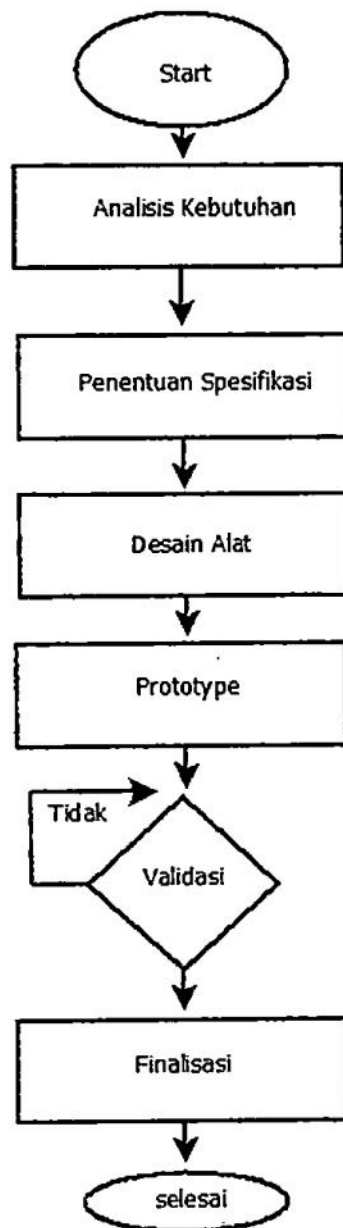 Start
Analisis Kebutuhan
Penentuan Spesifikasi
Desain Alat
Prototype
Tidak
Validasi
Finalisasi
selesai